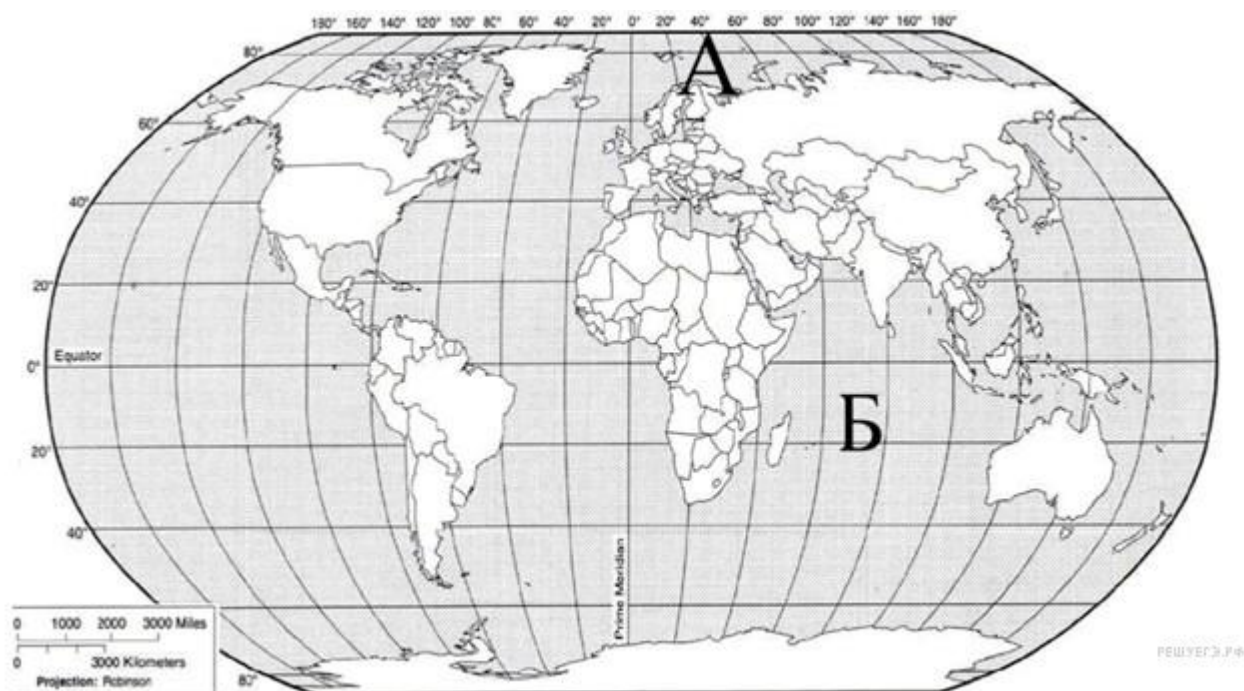 180° 160° 140° 120° 100° 80° 60° 40° 20° 0° 20° 40° 60° 80° 100° 120° 140° 160° 180°
80°
А
60°
40°
20°
Equator
0°
Б
20°
40°
Prime Meridian
0 1000 2000 3000 Miles
0 3000 Kilometers
Projection: Robinson
80°
РЕШУЕГЭ.РФ